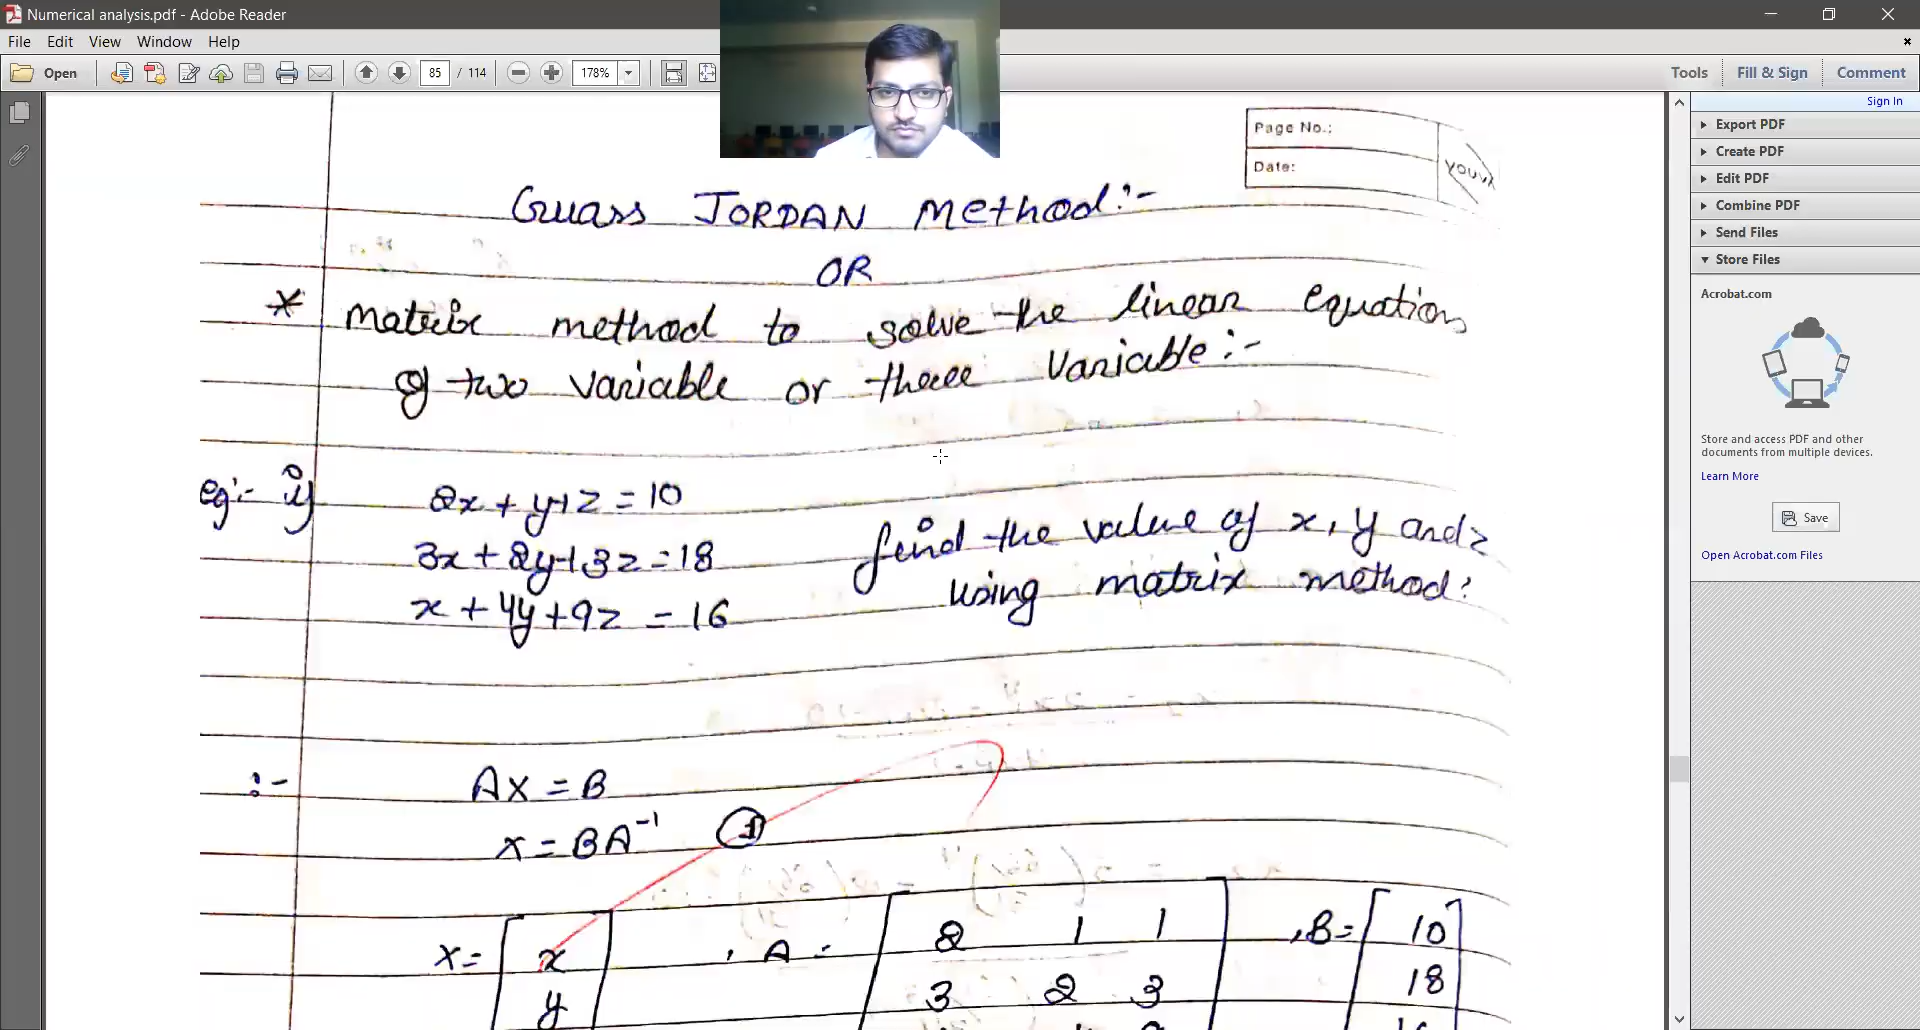 Numerical analysis.pdf - Adobe Reader
File Edit View Window Help
Open 85 / 114 178% Tools Fill & Sign Comment
Sign In
Export PDF
Create PDF
Edit PDF
Combine PDF
Send Files
Store Files
Acrobat.com
Store and access PDF and other
documents from multiple devices.
Learn More
Save
Open Acrobat.com Files
Page No.:
Date:
YOUVA
Guass JORDAN Method:-
OR
* Matrix method to solve the linear equation
of two variable or three Variable:-
eg:- i) 2x + y + z = 10
3x + 2y + 3z = 18
x + 4y + 9z = 16
find the value of x, y and z
using matrix method:
:- AX = B
X = BA⁻¹ ①
X = [ x , A = [ 2 1 1 , B = [ 10 ]
y 3 2 3 18